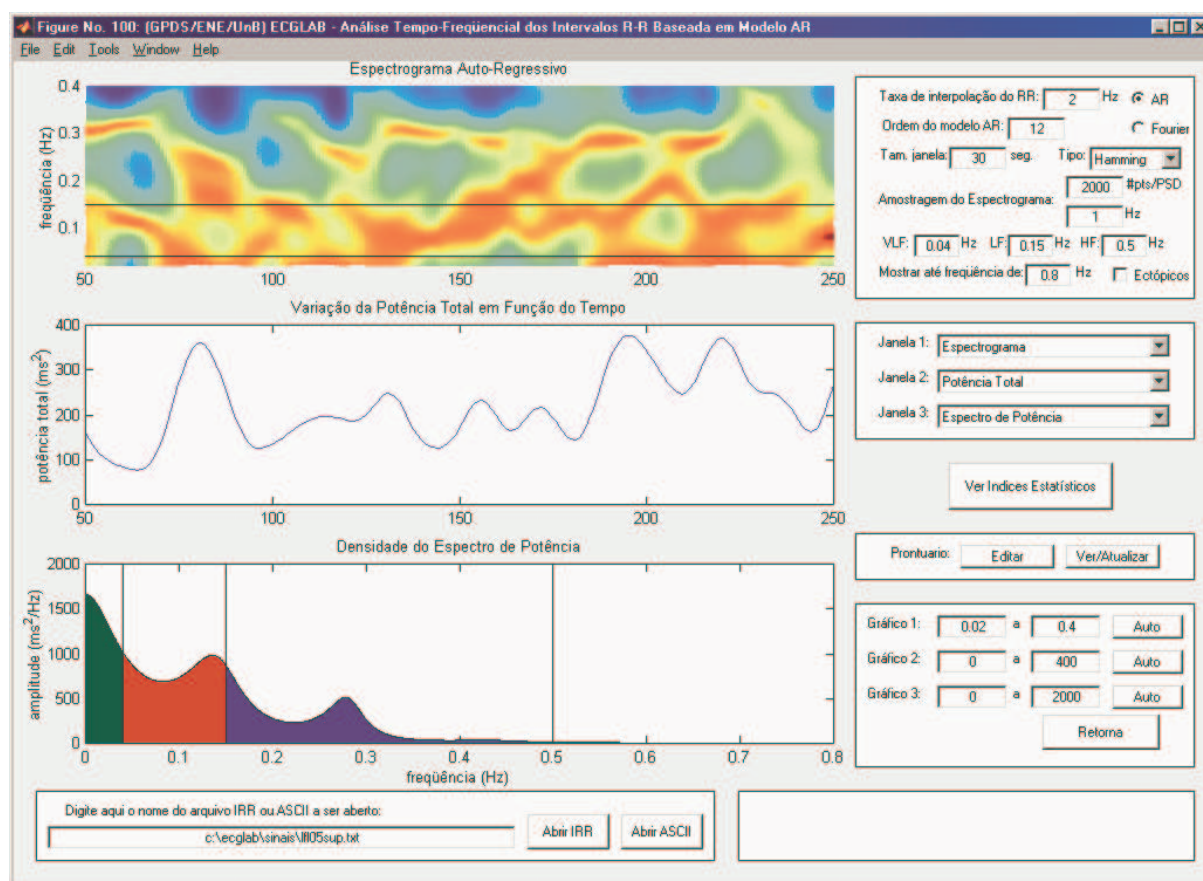 Figure No. 100: (GPDS/ENE/UnB) ECGLAB - Análise Tempo-Freqüencial dos Intervalos R-R Baseada em Modelo AR
File Edit Tools Window Help
Espectrograma Auto-Regressivo
freqüência (Hz)
0.4
0.3
0.2
0.1
50 100 150 200 250
Variação da Potência Total em Função do Tempo
potência total (ms²)
400
300
200
100
0
50 100 150 200 250
Densidade do Espectro de Potência
amplitude (ms²/Hz)
2000
1500
1000
500
0
0 0.1 0.2 0.3 0.4 0.5 0.6 0.7 0.8
freqüência (Hz)
Taxa de interpolação do RR: 2 Hz AR
Ordem do modelo AR: 12 Fourier
Tam. janela: 30 seg. Tipo: Hamming
Amostragem do Espectrograma: 2000 #pts/PSD
1 Hz
VLF: 0.04 Hz LF: 0.15 Hz HF: 0.5 Hz
Mostrar até freqüência de: 0.8 Hz Ectópicos
Janela 1: Espectrograma
Janela 2: Potência Total
Janela 3: Espectro de Potência
Ver Indices Estatísticos
Prontuario: Editar Ver/Atualizar
Gráfico 1: 0.02 a 0.4 Auto
Gráfico 2: 0 a 400 Auto
Gráfico 3: 0 a 2000 Auto
Retorna
Digite aqui o nome do arquivo IRR ou ASCII a ser aberto:
Abrir IRR Abrir ASCII